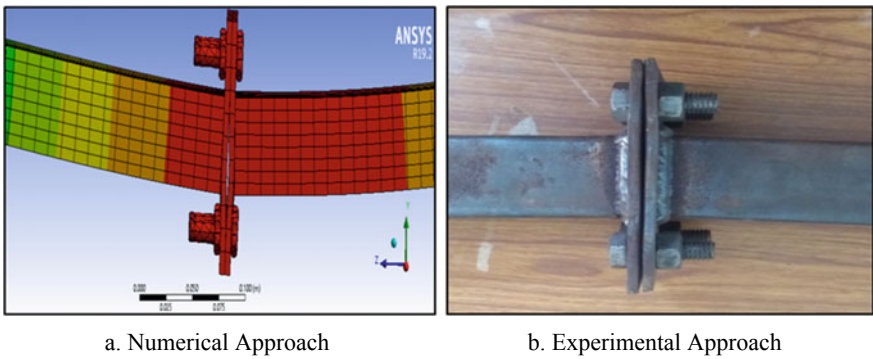 ANSYS
R19.2
Y
Z
0.000 0.050 0.100 (m)
0.025 0.075
a. Numerical Approach
b. Experimental Approach